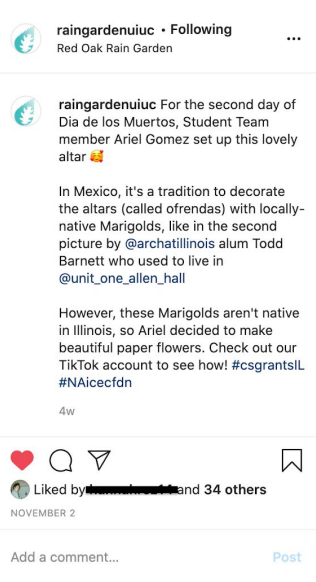 raingardenuiuc • Following
Red Oak Rain Garden
raingardenuiuc For the second day of
Dia de los Muertos, Student Team
member Ariel Gomez set up this lovely
altar 🥰
In Mexico, it's a tradition to decorate
the altars (called ofrendas) with locally-
native Marigolds, like in the second
picture by @archatillinois alum Todd
Barnett who used to live in
@unit_one_allen_hall
However, these Marigolds aren't native
in Illinois, so Ariel decided to make
beautiful paper flowers. Check out our
TikTok account to see how! #csgrantsIL
#NAicecfdn
4w
Liked by and 34 others
NOVEMBER 2
Add a comment...
Post